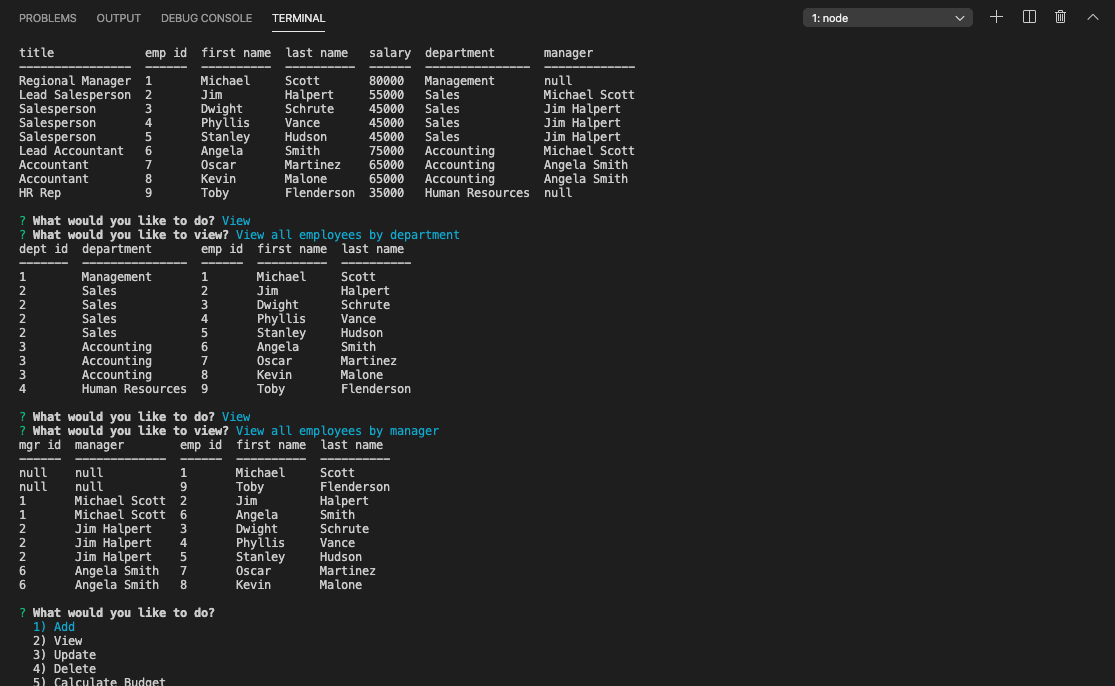 PROBLEMS OUTPUT DEBUG CONSOLE TERMINAL 1: node
title emp id first name last name salary department manager
Regional Manager 1 Michael Scott 80000 Management null
Lead Salesperson 2 Jim Halpert 55000 Sales Michael Scott
Salesperson 3 Dwight Schrute 45000 Sales Jim Halpert
Salesperson 4 Phyllis Vance 45000 Sales Jim Halpert
Salesperson 5 Stanley Hudson 45000 Sales Jim Halpert
Lead Accountant 6 Angela Smith 75000 Accounting Michael Scott
Accountant 7 Oscar Martinez 65000 Accounting Angela Smith
Accountant 8 Kevin Malone 65000 Accounting Angela Smith
HR Rep 9 Toby Flenderson 35000 Human Resources null
? What would you like to do? View
? What would you like to view? View all employees by department
dept id department emp id first name last name
1 Management 1 Michael Scott
2 Sales 2 Jim Halpert
2 Sales 3 Dwight Schrute
2 Sales 4 Phyllis Vance
2 Sales 5 Stanley Hudson
3 Accounting 6 Angela Smith
3 Accounting 7 Oscar Martinez
3 Accounting 8 Kevin Malone
4 Human Resources 9 Toby Flenderson
? What would you like to do? View
? What would you like to view? View all employees by manager
mgr id manager emp id first name last name
null null 1 Michael Scott
null null 9 Toby Flenderson
1 Michael Scott 2 Jim Halpert
1 Michael Scott 6 Angela Smith
2 Jim Halpert 3 Dwight Schrute
2 Jim Halpert 4 Phyllis Vance
2 Jim Halpert 5 Stanley Hudson
6 Angela Smith 7 Oscar Martinez
6 Angela Smith 8 Kevin Malone
? What would you like to do?
1) Add
2) View
3) Update
4) Delete
5) Calculate Budget